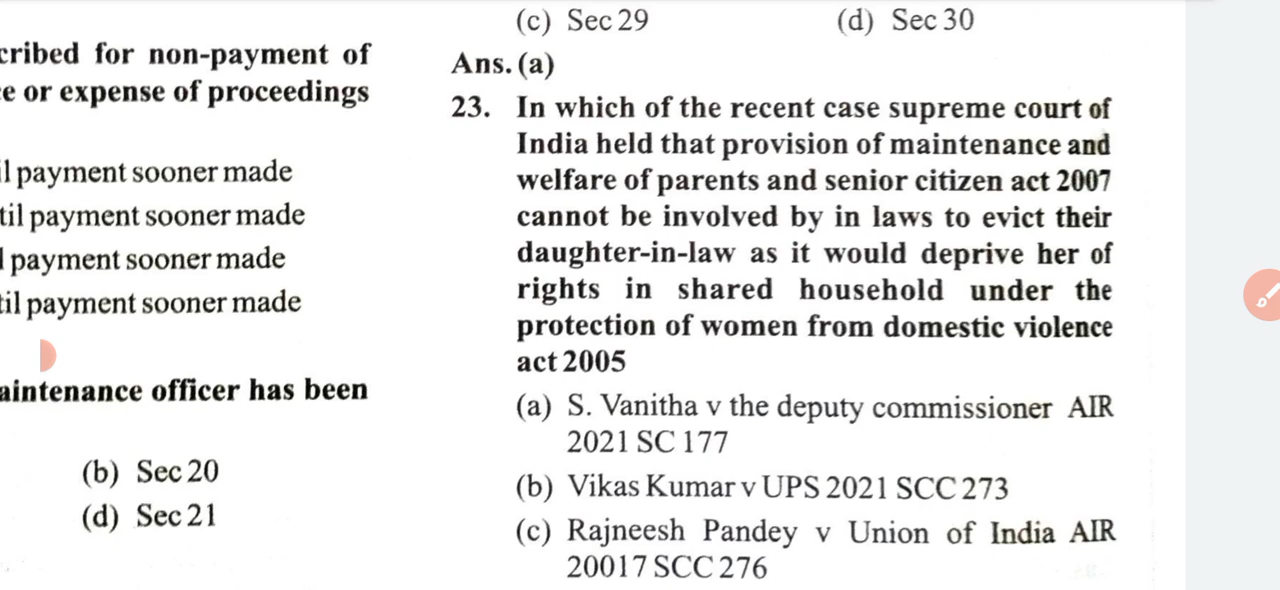 cribed for non-payment of
e or expense of proceedings
il payment sooner made
til payment sooner made
payment sooner made
til payment sooner made
aintenance officer has been
(b) Sec 20
(d) Sec 21
(c) Sec 29 (d) Sec 30
Ans. (a)
23. In which of the recent case supreme court of
India held that provision of maintenance and
welfare of parents and senior citizen act 2007
cannot be involved by in laws to evict their
daughter-in-law as it would deprive her of
rights in shared household under the
protection of women from domestic violence
act 2005
(a) S. Vanitha v the deputy commissioner AIR
2021 SC 177
(b) Vikas Kumar v UPS 2021 SCC 273
(c) Rajneesh Pandey v Union of India AIR
20017 SCC 276